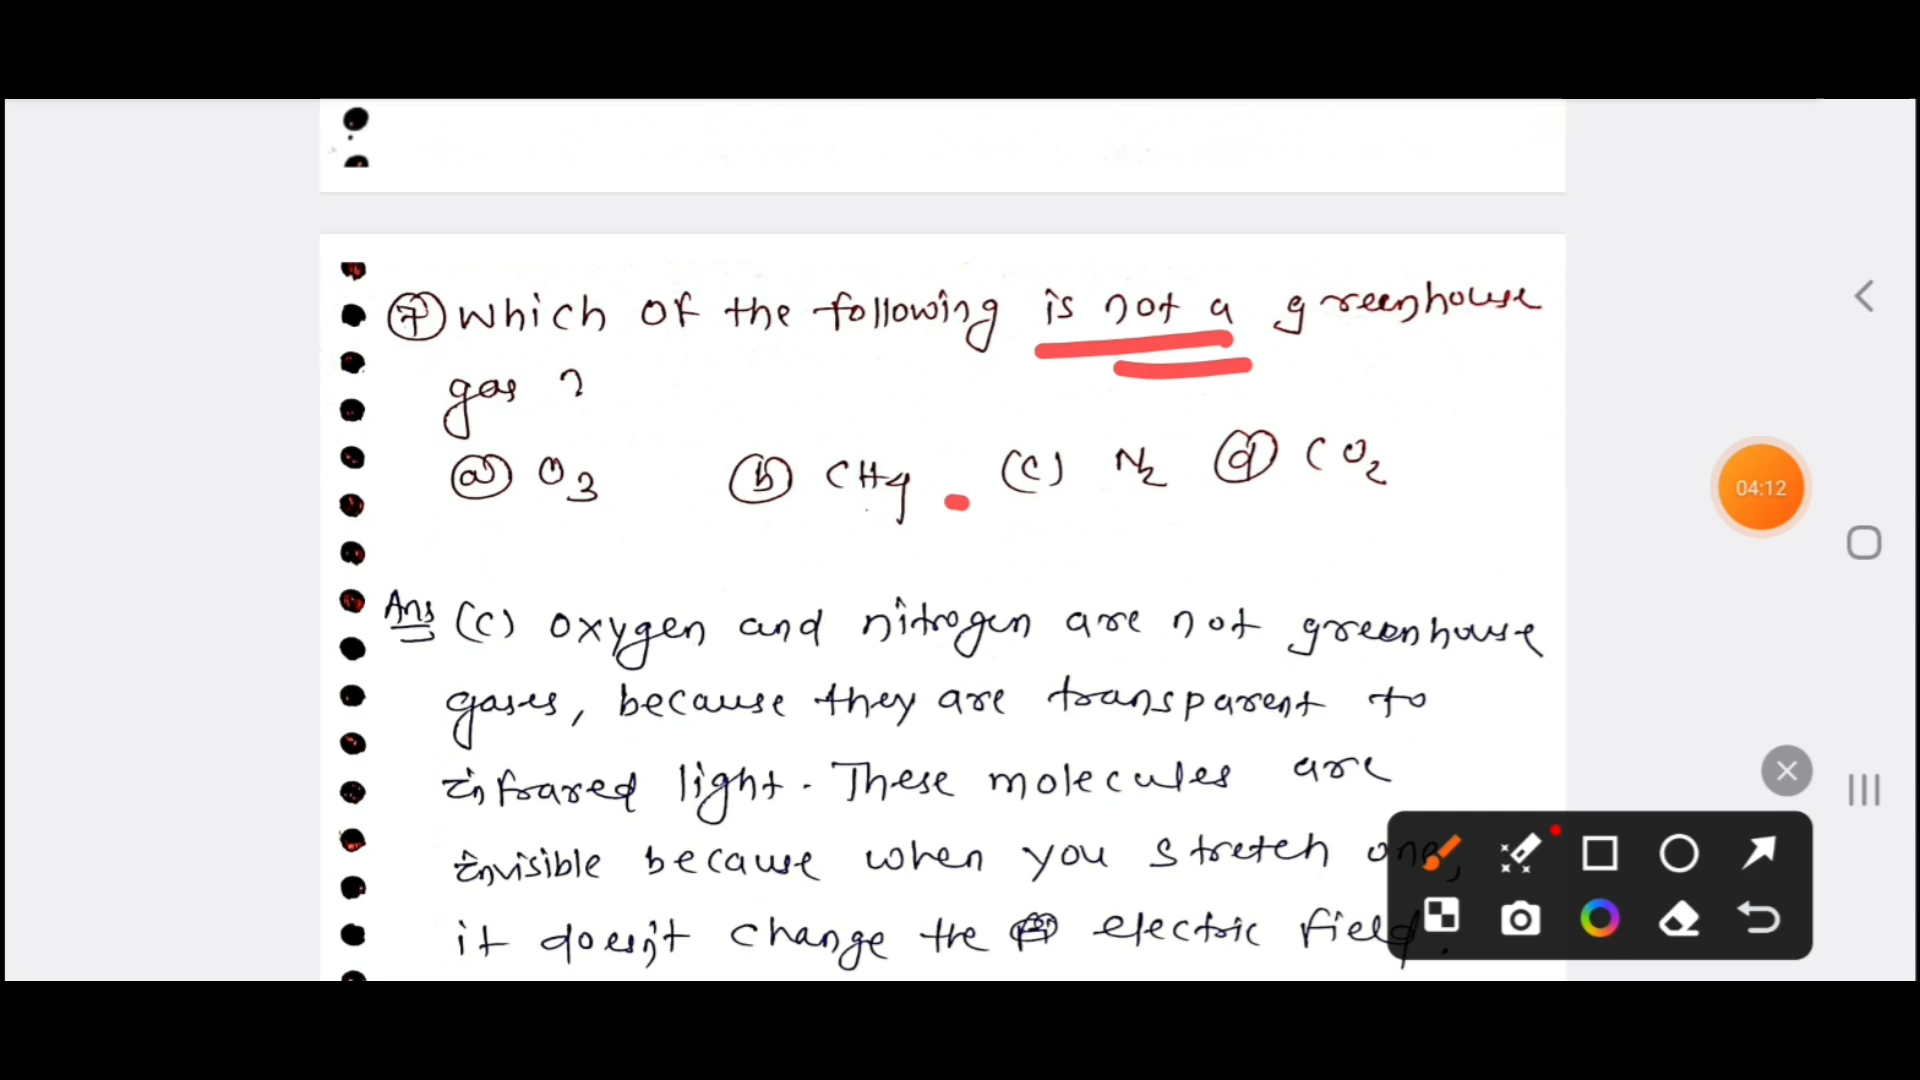 ⑦ Which of the following is not a greenhouse
gas ?
ⓐ O3 ⓑ CH4 (C) N2 ⓓ CO2
04:12
Ans (C) oxygen and nitrogen are not greenhouse
gases, because they are transparent to
infrared light. These molecules are
invisible because when you stretch one,
it doesn't change the electric field.